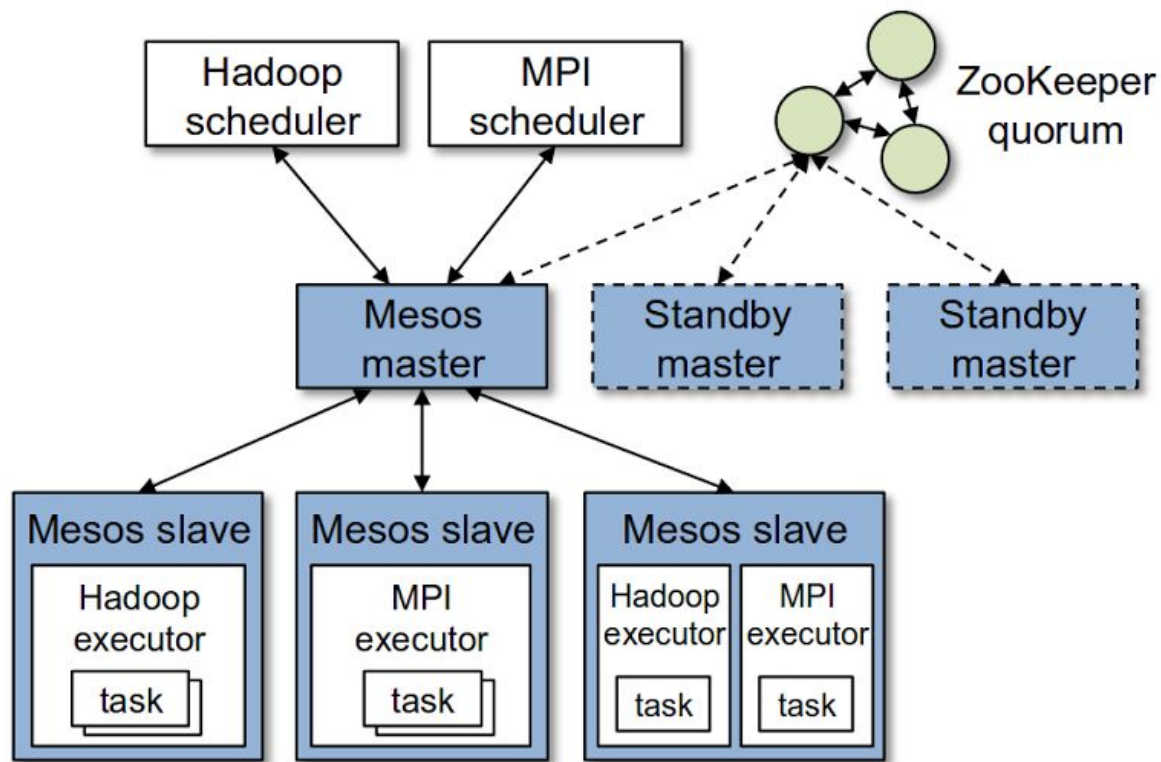 Hadoop
scheduler
MPI
scheduler
ZooKeeper
quorum
Mesos
master
Standby
master
Standby
master
Mesos slave
Hadoop
executor
task
Mesos slave
MPI
executor
task
Mesos slave
Hadoop
executor
task
MPI
executor
task